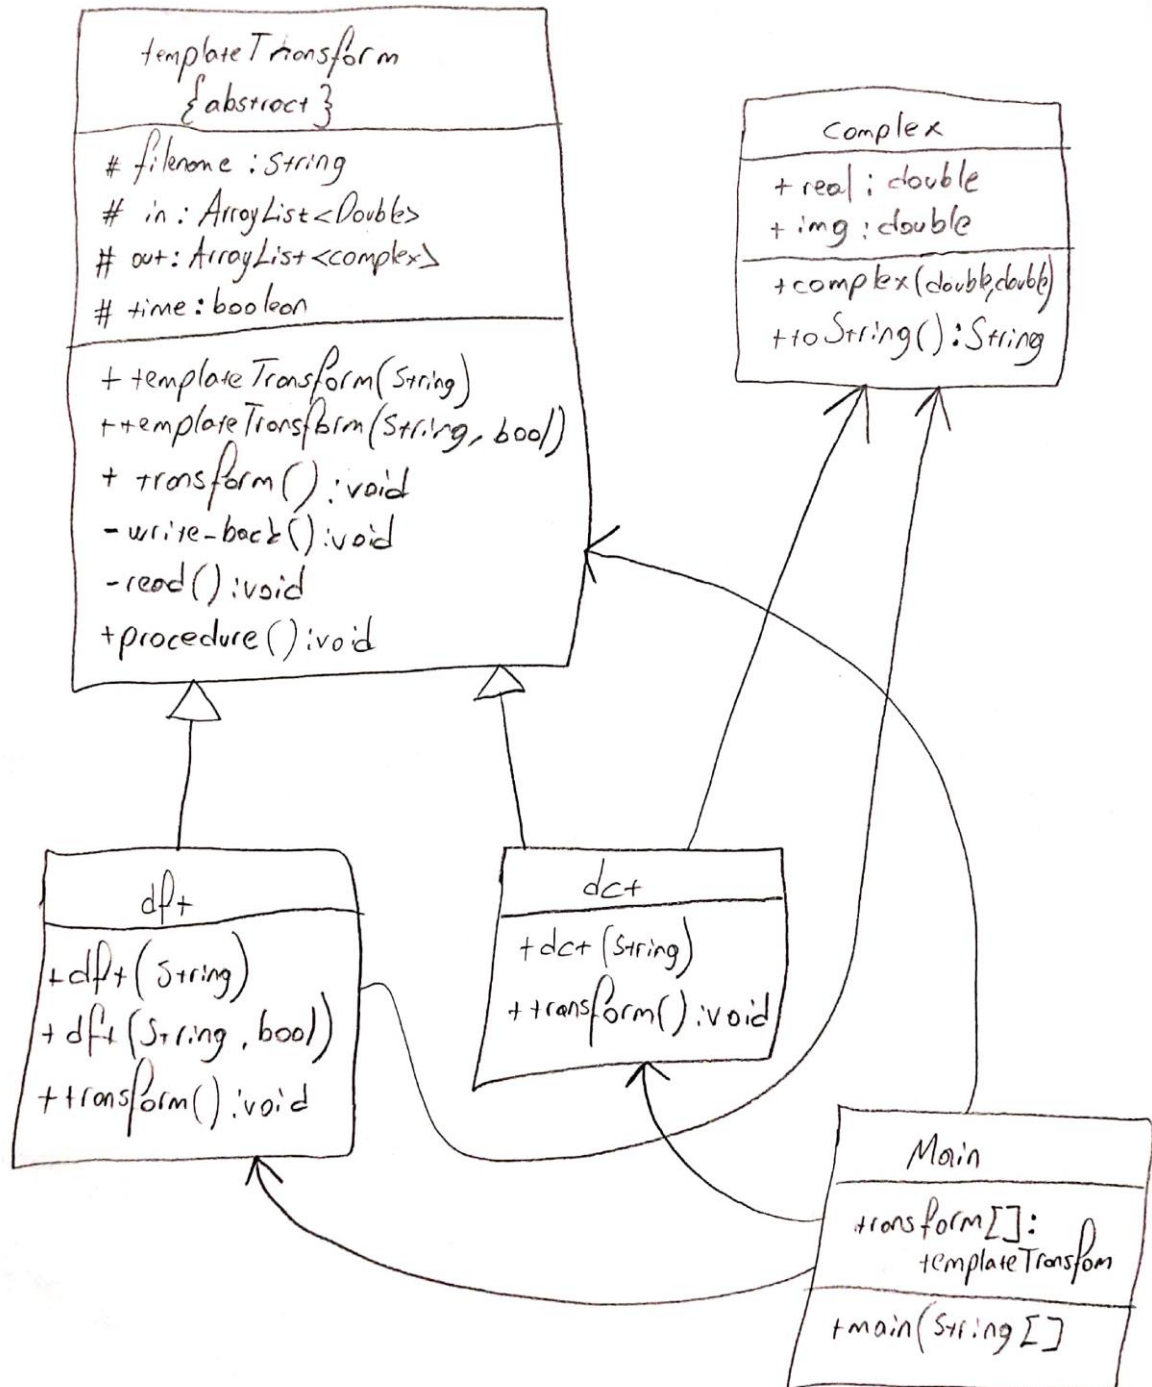 templateTransform
{abstract}
# filename : String
# in : ArrayList<Double>
# out : ArrayList<complex>
# time : boolean
+ templateTransform(String)
+ templateTransform(String, bool)
+ transform() : void
- write-back() : void
- read() : void
+ procedure() : void
complex
+ real : double
+ img : double
+ complex(double,double)
+ toString() : String
dft
+ dft (String)
+ dft (String, bool)
+ transform() : void
dct
+ dct (String)
+ transform() : void
Main
transform[] :
templateTransfom
+ main(String []